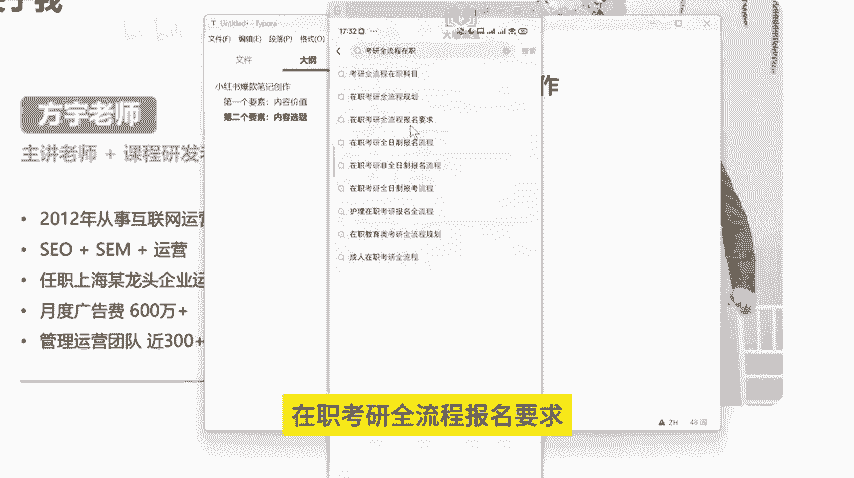 于我
方宇老师
主讲老师 + 课程研发
• 2012年从事互联网运营
• SEO + SEM + 运营
• 任职上海某龙头企业运
• 月度广告费 600万+
• 管理运营团队 近300+
Untitled - Typora
文件(F) 编辑(E) 段落(P) 格式(O)
文件 大纲
小红书爆款笔记创作
第一个要素：内容价值
第二个要素：内容选题
作
17:32
考研全流程在职
搜索
考研全流程在职科目
在职考研全流程规划
在职考研全流程报名要求
在职考研全日制报名流程
在职考研非全日制报名流程
在职考研全日制报考流程
护理在职考研报名全流程
在职教育类考研全流程规划
成人在职考研全流程
在职考研全流程报名要求